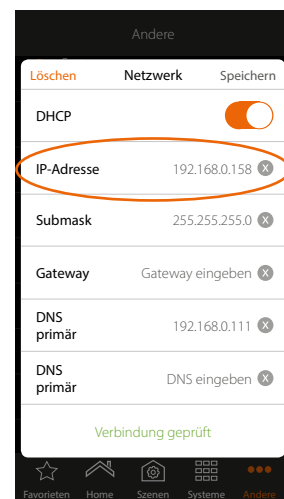 Andere
Löschen Netzwerk Speichern
DHCP
IP-Adresse 192.168.0.158 X
Submask 255.255.255.0 X
Gateway Gateway eingeben X
DNS
primär 192.168.0.111 X
DNS
primär DNS eingeben X
Verbindung geprüft
Favoriten Home Szenen Systeme Andere